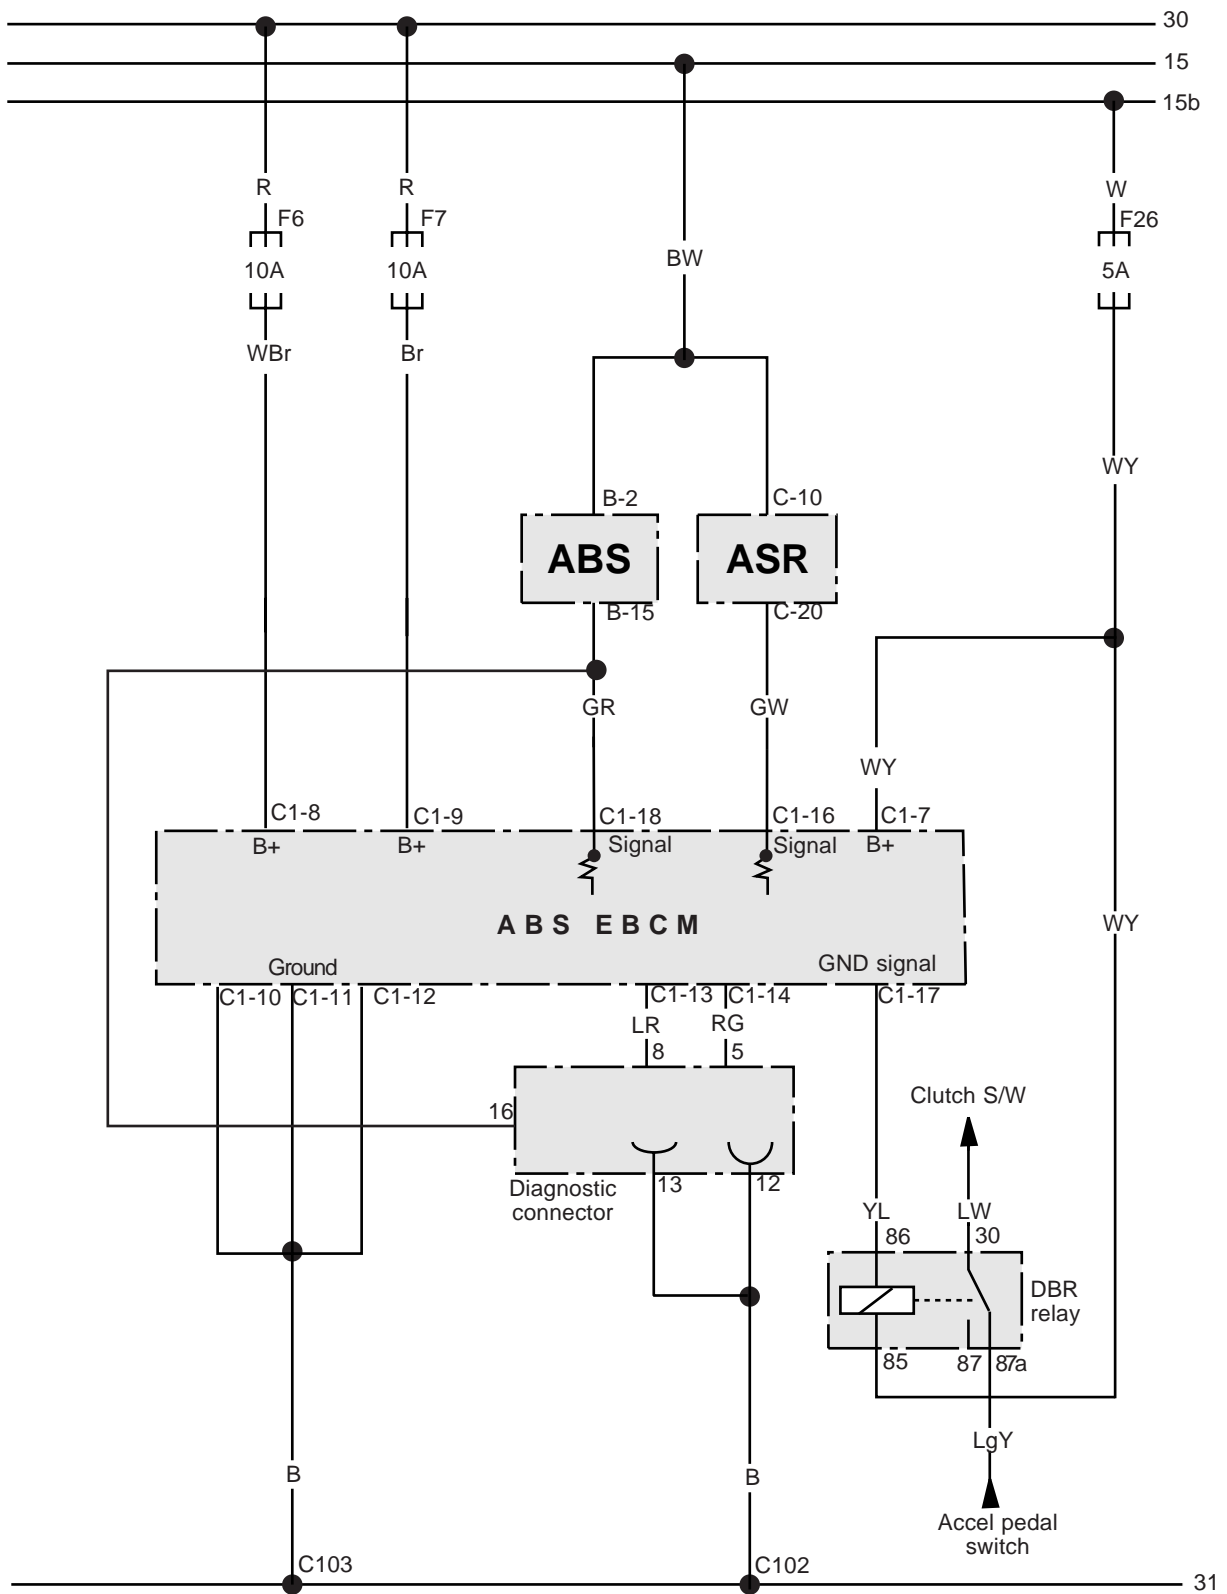 30
15
15b
R
R
W
F6
F7
F26
10A
10A
5A
BW
WBr
Br
WY
B-2
C-10
ABS
ASR
B-15
C-20
GR
GW
WY
C1-8
C1-9
C1-18
C1-16
C1-7
B+
B+
Signal
Signal
B+
ABS EBCM
WY
Ground
GND signal
C1-10
C1-11
C1-12
C1-13
C1-14
C1-17
LR
RG
8
5
Clutch S/W
16
13
12
Diagnostic
connector
YL
LW
86
30
DBR
relay
85
87
87a
LgY
B
B
Accel pedal
switch
C103
C102
31